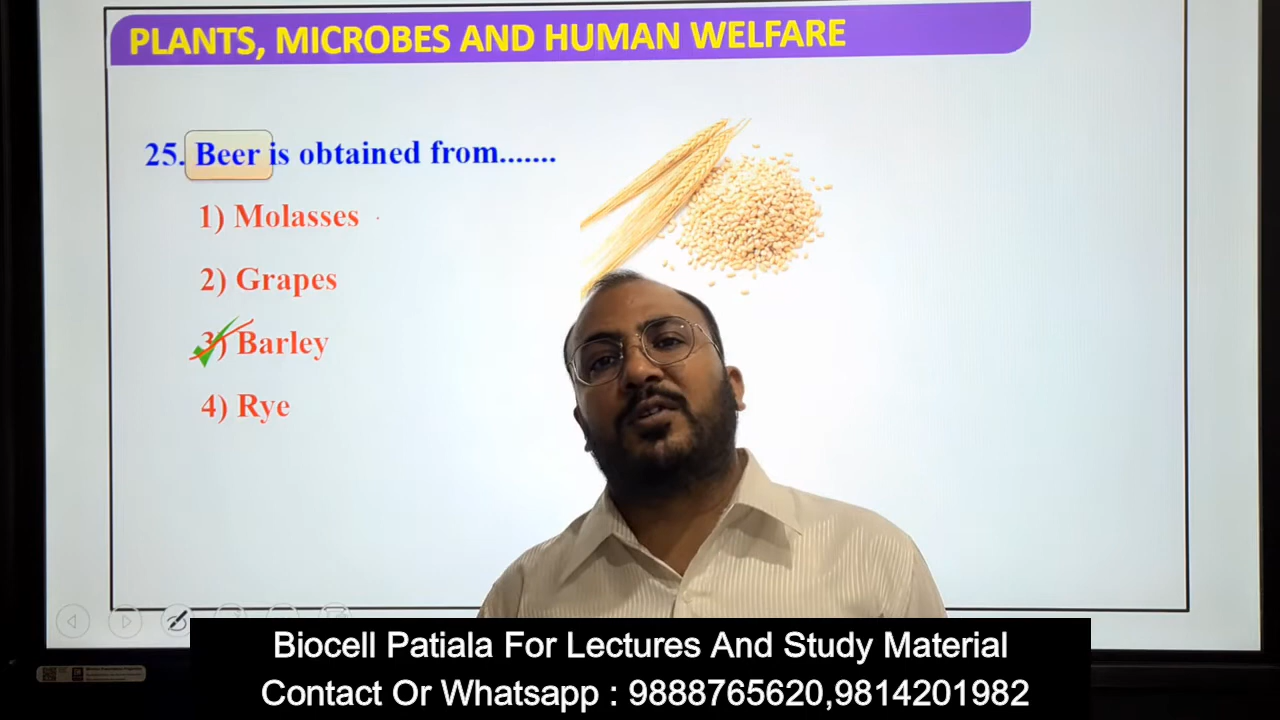 PLANTS, MICROBES AND HUMAN WELFARE
25. Beer is obtained from.......
1) Molasses
2) Grapes
3) Barley
4) Rye
Biocell Patiala For Lectures And Study Material
Contact Or Whatsapp : 9888765620,9814201982